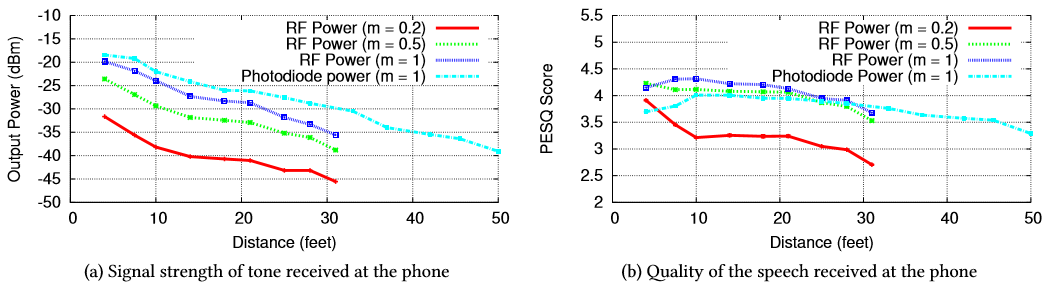 -10
-15
-20
-25
-30
-35
-40
-45
-50
Output Power (dBm)
RF Power (m = 0.2)
RF Power (m = 0.5)
RF Power (m = 1)
Photodiode power (m = 1)
0 10 20 30 40 50
Distance (feet)
(a) Signal strength of tone received at the phone
5.5
5
4.5
4
3.5
3
2.5
2
PESQ Score
RF Power (m = 0.2)
RF Power (m = 0.5)
RF Power (m = 1)
Photodiode Power (m = 1)
0 10 20 30 40 50
Distance (feet)
(b) Quality of the speech received at the phone